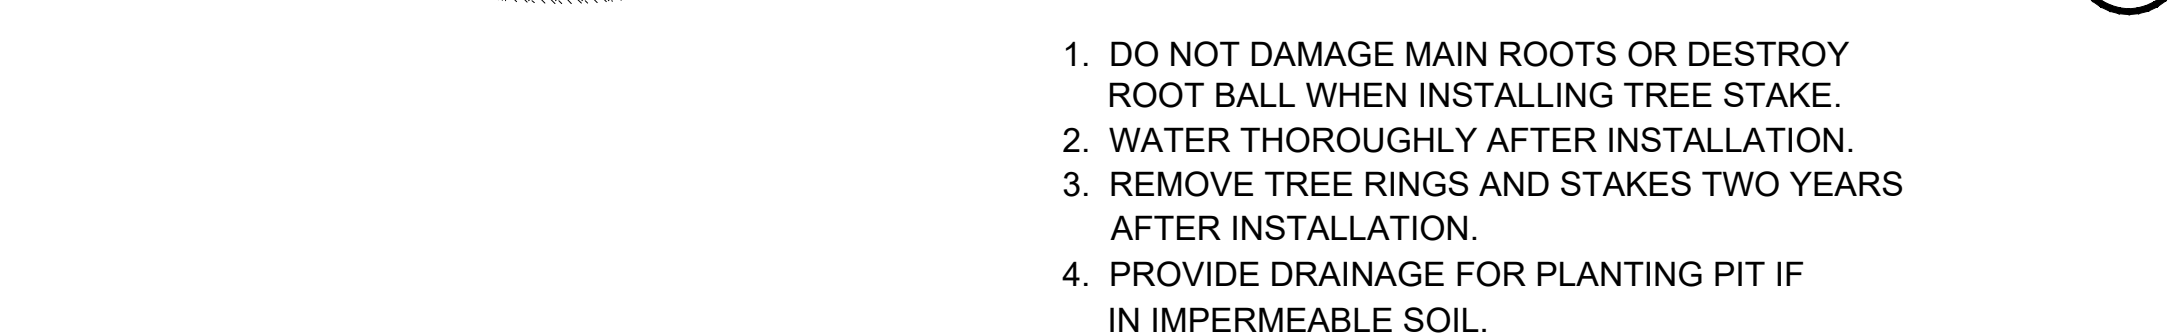 1. DO NOT DAMAGE MAIN ROOTS OR DESTROY
ROOT BALL WHEN INSTALLING TREE STAKE.
2. WATER THOROUGHLY AFTER INSTALLATION.
3. REMOVE TREE RINGS AND STAKES TWO YEARS
AFTER INSTALLATION.
4. PROVIDE DRAINAGE FOR PLANTING PIT IF
IN IMPERMEABLE SOIL.